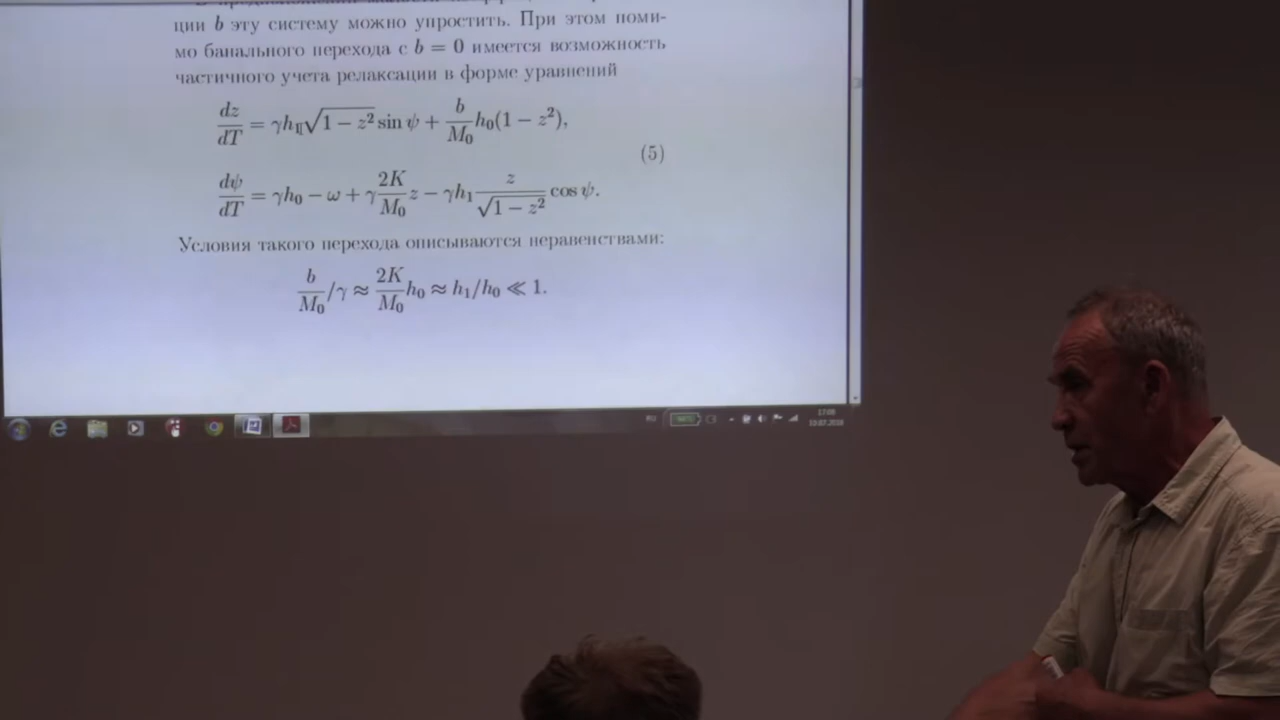 ции b эту систему можно упростить. При этом поми-
мо банального перехода с b = 0 имеется возможность
частичного учета релаксации в форме уравнений
dz/dT = γh₁√(1 − z²) sin ψ + (b/M₀)h₀(1 − z²),
(5)
dψ/dT = γh₀ − ω + γ(2K/M₀)z − γh₁(z/√(1 − z²)) cos ψ.
Условия такого перехода описываются неравенствами:
(b/M₀)/γ ≈ (2K/M₀)h₀ ≈ h₁/h₀ ≪ 1.